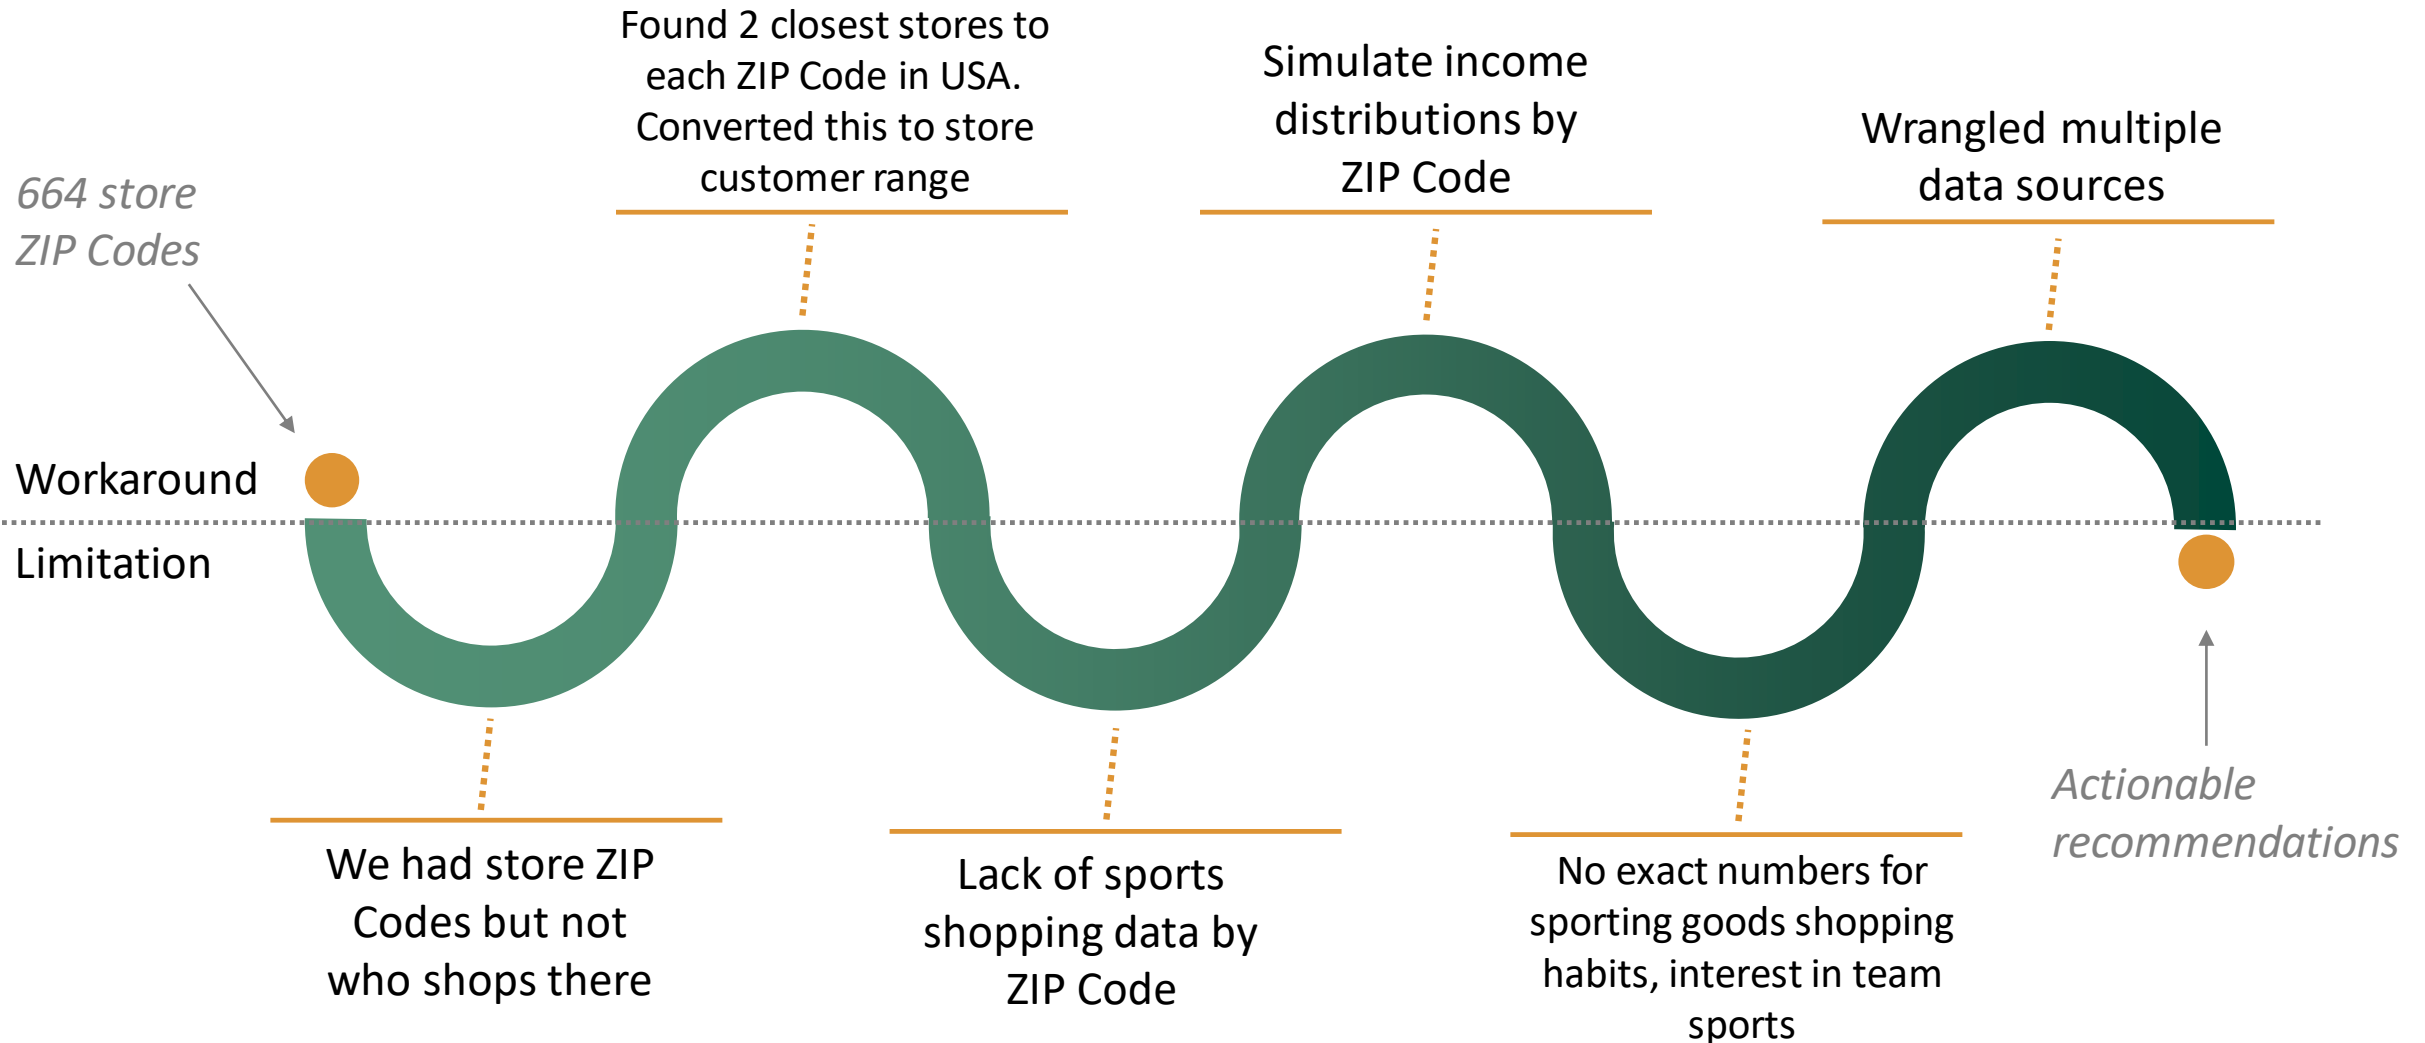 664 store
ZIP Codes
Found 2 closest stores to
each ZIP Code in USA.
Converted this to store
customer range
Simulate income
distributions by
ZIP Code
Wrangled multiple
data sources
Workaround
Limitation
We had store ZIP
Codes but not
who shops there
Lack of sports
shopping data by
ZIP Code
No exact numbers for
sporting goods shopping
habits, interest in team
sports
Actionable
recommendations